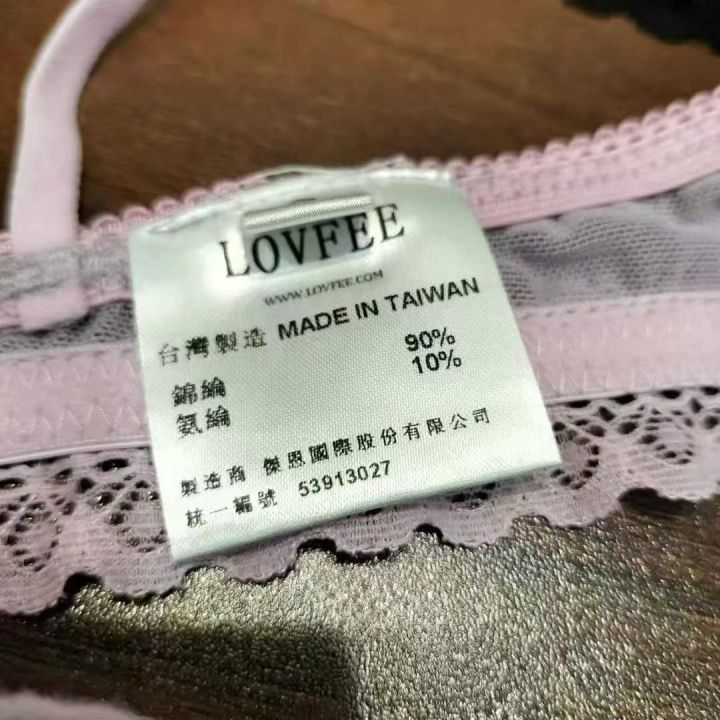 LOVFEE
WWW.LOVFEE.COM
台灣製造 MADE IN TAIWAN
錦綸 90%
氨綸 10%
製造商 傑恩國際股份有限公司
統一編號 53913027